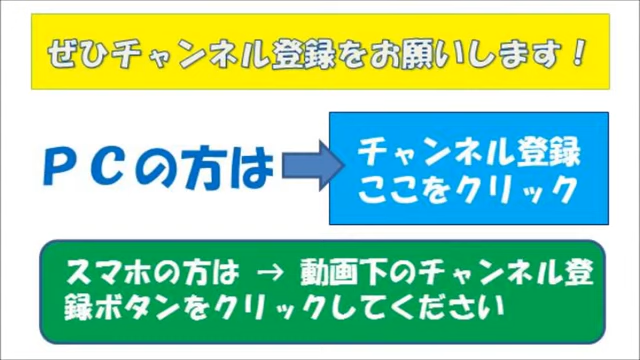 ぜひチャンネル登録をお願いします！
ＰＣの方は
チャンネル登録
ここをクリック
スマホの方は → 動画下のチャンネル登
録ボタンをクリックしてください